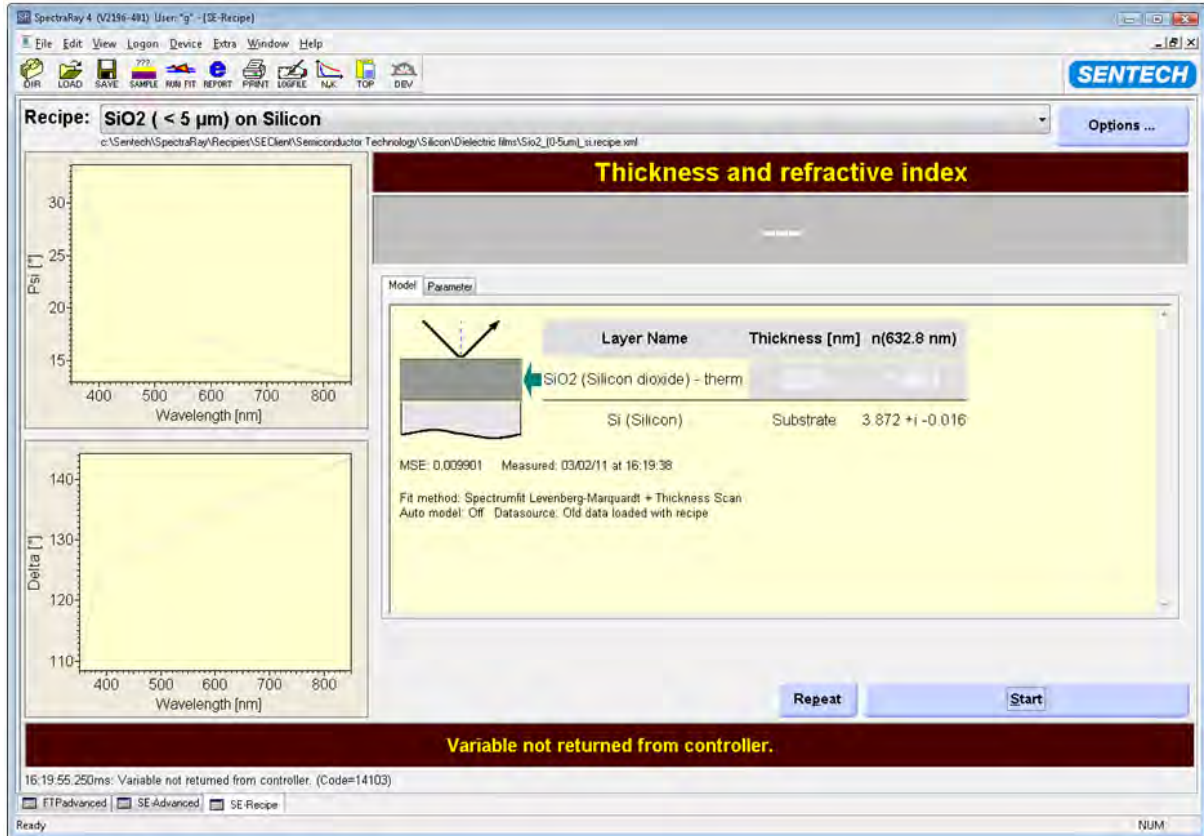 SpectraRay 4 (V2196-481) User: "g" - [SE-Recipe]
File Edit View Logon Device Extra Window Help
???
DIR LOAD SAVE SAMPLE RUN FIT REPORT PRINT LOGFILE N,K TOP DEV
SENTECH
Recipe: SiO2 ( < 5 µm) on Silicon
Options ...
c:\Sentech\SpectraRay\Recipies\SEClient\Semiconductor Technology\Silicon\Dielectric films\Sio2_(0-5um)_si.recipe.xml
Thickness and refractive index
Psi [°]
30
25
20
15
400 500 600 700 800
Wavelength [nm]
Model Parameter
Layer Name Thickness [nm] n(632.8 nm)
SiO2 (Silicon dioxide) - therm
Si (Silicon) Substrate 3.872 +i -0.016
MSE: 0.009901 Measured: 03/02/11 at 16:19:38
Fit method: Spectrumfit Levenberg-Marquardt + Thickness Scan
Auto model: Off Datasource: Old data loaded with recipe
Delta [°]
140
130
120
110
400 500 600 700 800
Wavelength [nm]
Repeat Start
Variable not returned from controller.
16:19:55.250ms: Variable not returned from controller. (Code=14103)
FTPadvanced SE-Advanced SE-Recipe
Ready NUM